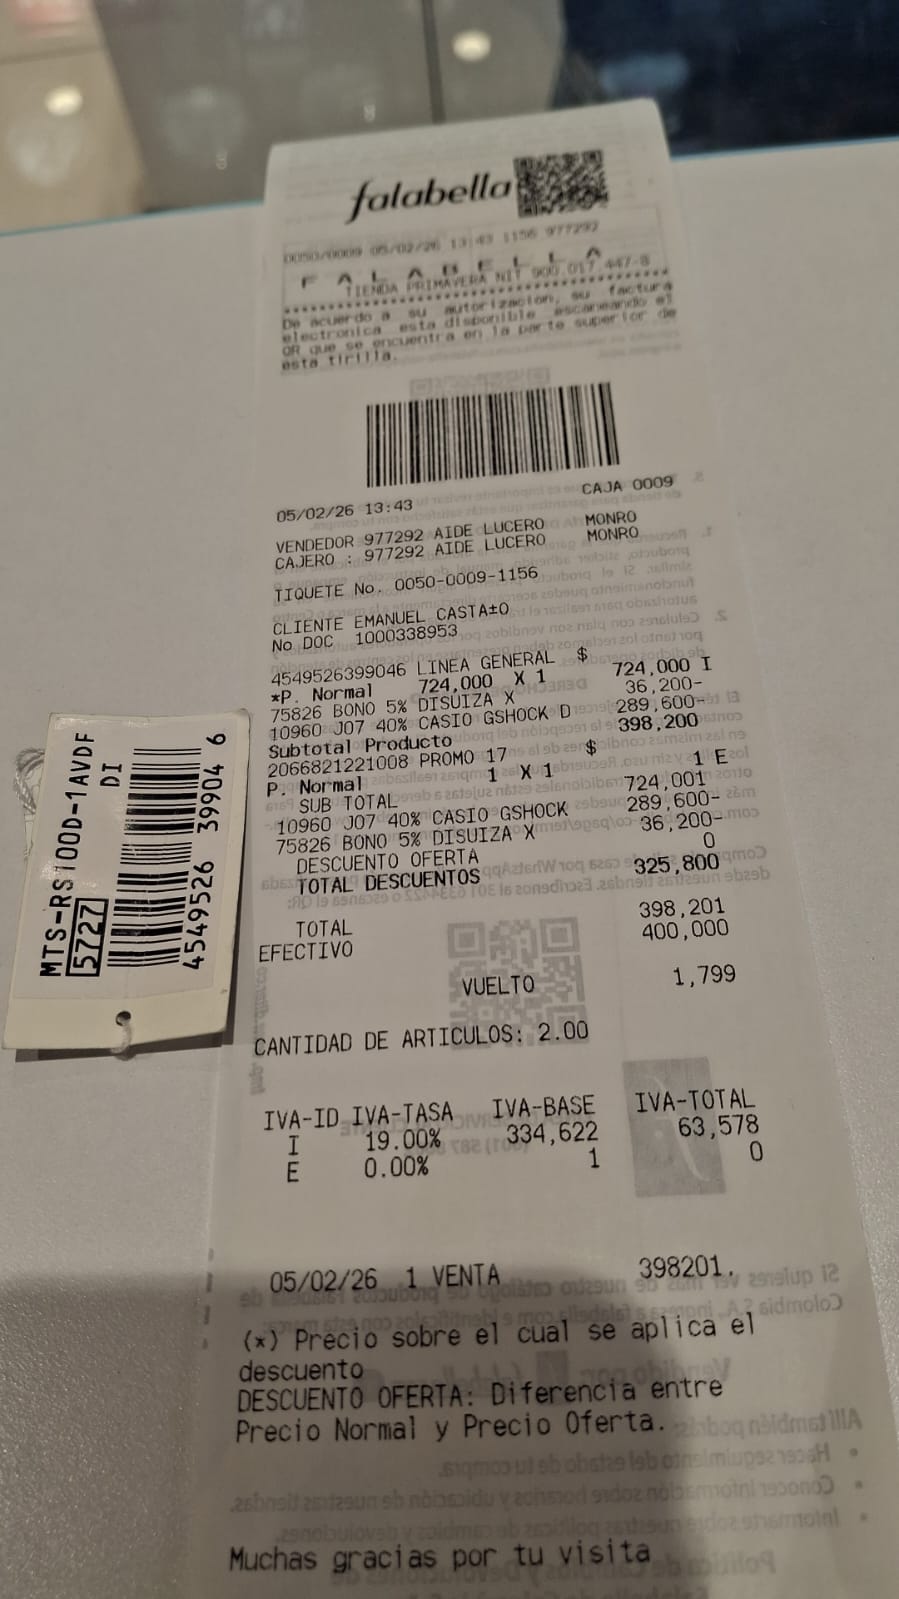 falabella
0050/0009 05/02/26 13:43 1156 977292
F A L A B E L L A
TIENDA PRIMAVERA NIT 900.017.447-8
De acuerdo a su autorizacion, su factura
electronica esta disponible escaneando el
QR que se encuentra en la parte superior de
esta tirilla.
05/02/26 13:43 CAJA 0009
VENDEDOR 977292 AIDE LUCERO MONRO
CAJERO : 977292 AIDE LUCERO MONRO
TIQUETE No. 0050-0009-1156
CLIENTE EMANUEL CASTA±O
No DOC 1000338953
4549526399046 LINEA GENERAL $
*P. Normal 724,000 X 1 724,000 I
75826 BONO 5% DISUIZA X 36,200-
10960 J07 40% CASIO GSHOCK D 289,600-
Subtotal Producto 398,200
2066821221008 PROMO 17 $
P. Normal 1 X 1 1 E
SUB TOTAL 724,001
10960 J07 40% CASIO GSHOCK 289,600-
75826 BONO 5% DISUIZA X 36,200-
DESCUENTO OFERTA 0
TOTAL DESCUENTOS 325,800
TOTAL 398,201
EFECTIVO 400,000
VUELTO 1,799
CANTIDAD DE ARTICULOS: 2.00
IVA-ID IVA-TASA IVA-BASE IVA-TOTAL
I 19.00% 334,622 63,578
E 0.00% 1 0
05/02/26 1 VENTA 398201.
(*) Precio sobre el cual se aplica el
descuento
DESCUENTO OFERTA: Diferencia entre
Precio Normal y Precio Oferta.
Muchas gracias por tu visita
MTS-RS100D-1AVDF
DI
5727
4549526 39904 6